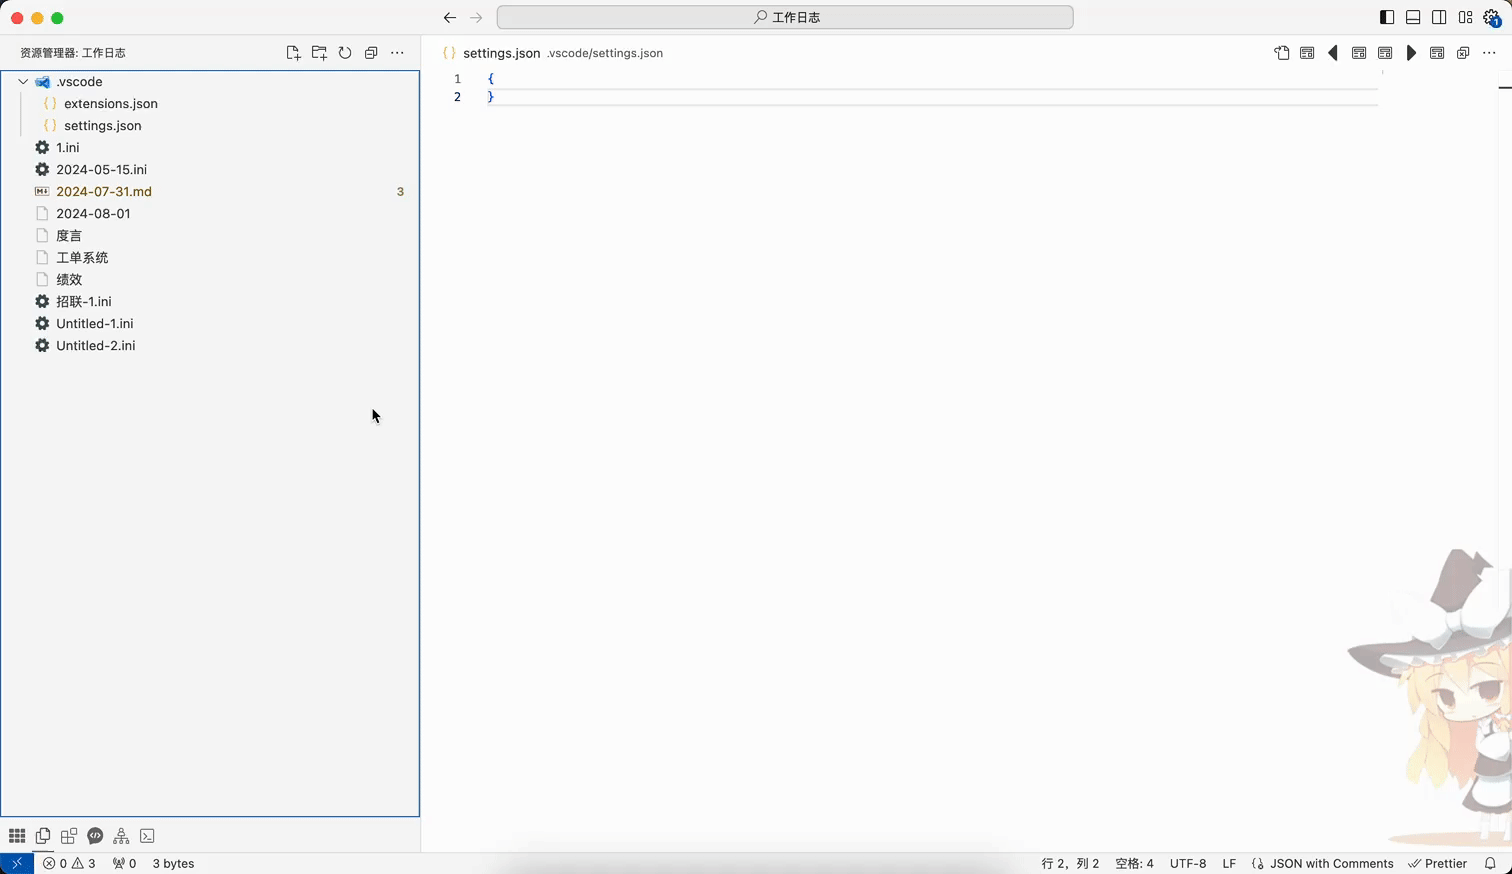 工作日志
1
资源管理器: 工作日志
settings.json .vscode/settings.json
.vscode
extensions.json
settings.json
1.ini
2024-05-15.ini
2024-07-31.md 3
2024-08-01
度言
工单系统
绩效
招联-1.ini
Untitled-1.ini
Untitled-2.ini
1 {
2 }
0 3 0 3 bytes 行 2，列 2 空格: 4 UTF-8 LF JSON with Comments Prettier